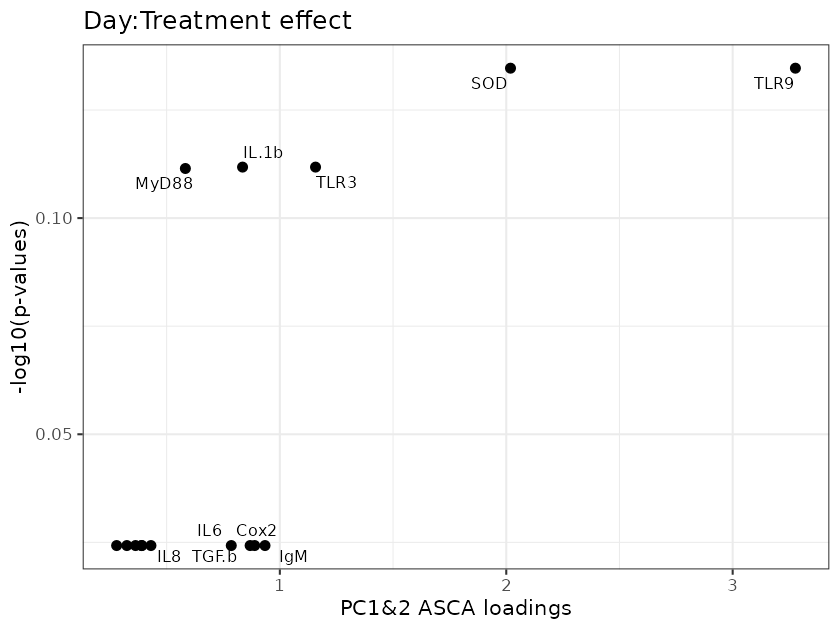 Day:Treatment effect
SOD
TLR9
IL.1b
MyD88
TLR3
0.10
-log10(p-values)
0.05
IL6 Cox2
IL8 TGF.b IgM
1 2 3
PC1&2 ASCA loadings